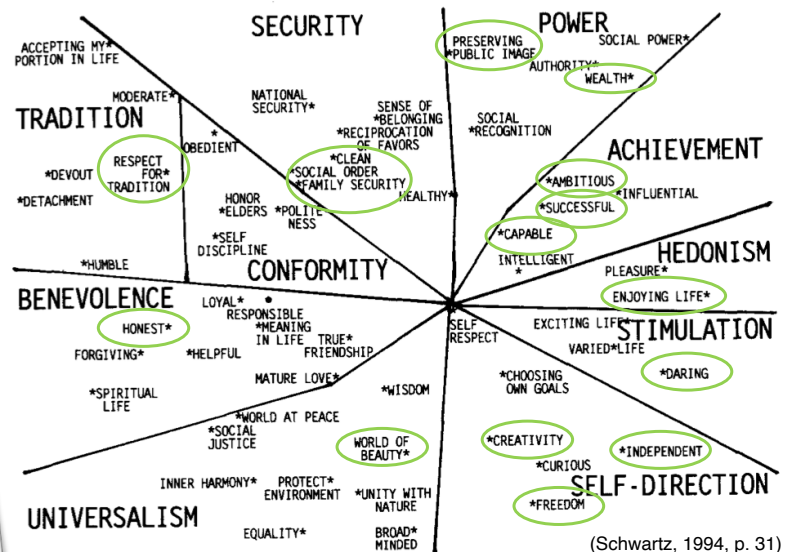 SECURITY
POWER
ACCEPTING MY*
PORTION IN LIFE
PRESERVING
*PUBLIC IMAGE
SOCIAL POWER*
AUTHORITY*
WEALTH*
MODERATE*
NATIONAL
SECURITY*
SENSE OF
*BELONGING
*RECIPROCATION
OF FAVORS
SOCIAL
*RECOGNITION
TRADITION
*
OBEDIENT
*CLEAN
*SOCIAL ORDER
*FAMILY SECURITY
HEALTHY*
ACHIEVEMENT
RESPECT
FOR*
TRADITION
*DEVOUT
*DETACHMENT
*AMBITIOUS
*INFLUENTIAL
*SUCCESSFUL
HONOR
*ELDERS
*POLITE
NESS
*SELF
DISCIPLINE
*CAPABLE
INTELLIGENT
*
HEDONISM
PLEASURE*
ENJOYING LIFE*
*HUMBLE
CONFORMITY
BENEVOLENCE
LOYAL*
RESPONSIBLE
HONEST*
*MEANING
IN LIFE
TRUE*
FRIENDSHIP
FORGIVING*
*HELPFUL
MATURE LOVE*
*SPIRITUAL
LIFE
SELF
RESPECT
EXCITING LIFE*
STIMULATION
VARIED*LIFE
*DARING
*CHOOSING
OWN GOALS
*WISDOM
*WORLD AT PEACE
*SOCIAL
JUSTICE
WORLD OF
BEAUTY*
*CREATIVITY
*INDEPENDENT
*CURIOUS
SELF-DIRECTION
*FREEDOM
INNER HARMONY*
PROTECT*
ENVIRONMENT
*UNITY WITH
NATURE
UNIVERSALISM
EQUALITY*
BROAD*
MINDED
(Schwartz, 1994, p. 31)